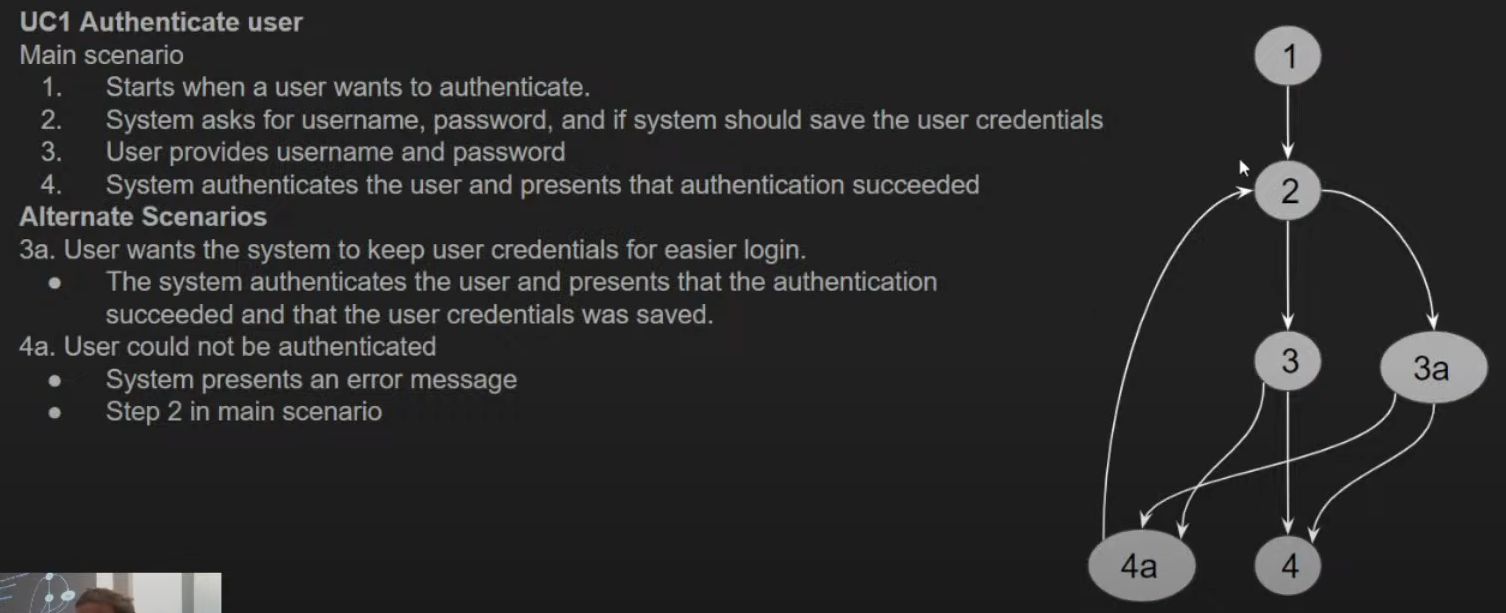 UC1 Authenticate user
Main scenario
1. Starts when a user wants to authenticate.
2. System asks for username, password, and if system should save the user credentials
3. User provides username and password
4. System authenticates the user and presents that authentication succeeded
Alternate Scenarios
3a. User wants the system to keep user credentials for easier login.
● The system authenticates the user and presents that the authentication
succeeded and that the user credentials was saved.
4a. User could not be authenticated
● System presents an error message
● Step 2 in main scenario
1
2
3
3a
4a
4